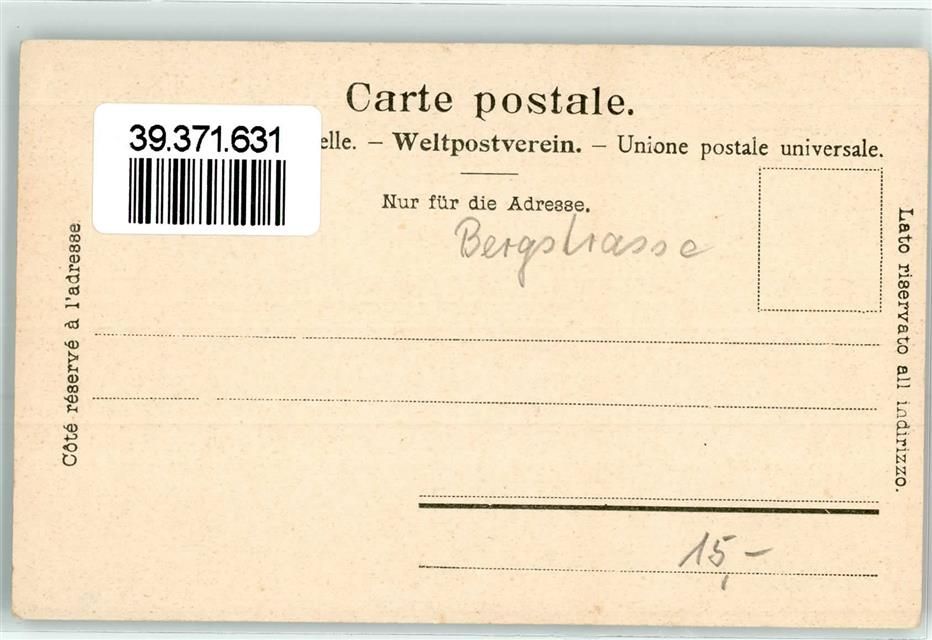 Carte postale.
39.371.631
elle. – Weltpostverein. – Unione postale universale.
Nur für die Adresse.
Bergstrasse
Côté réservé à l'adresse
Lato riservato all indirizzo.
15,-